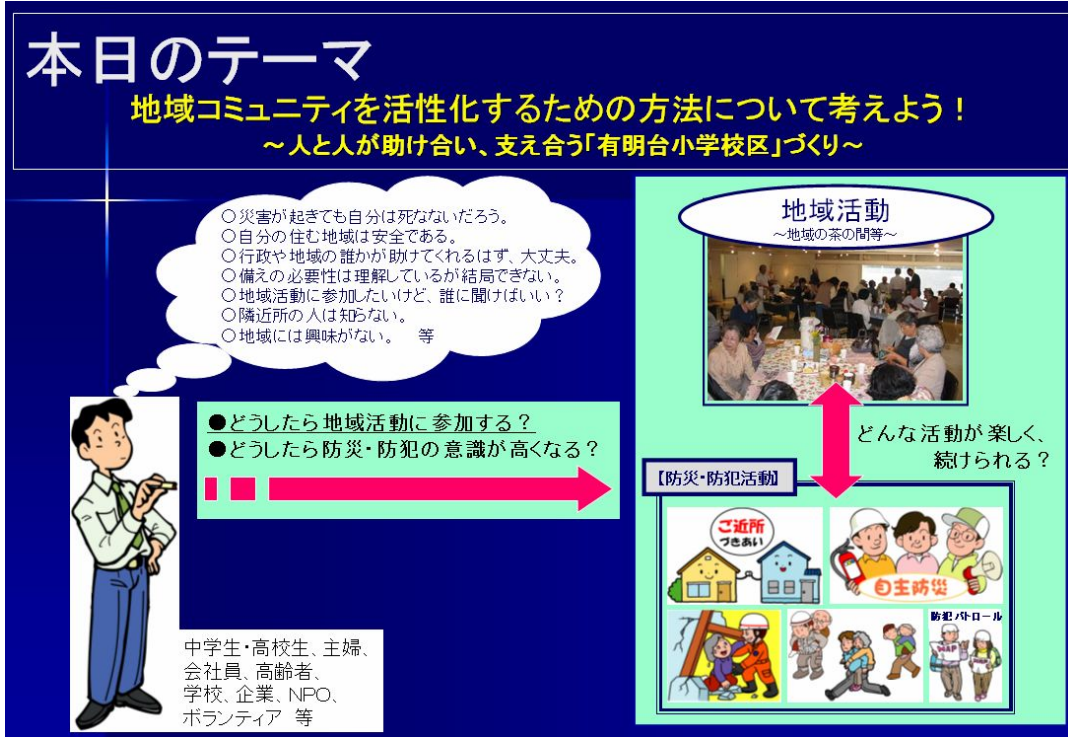 本日のテーマ
地域コミュニティを活性化するための方法について考えよう！
～人と人が助け合い、支え合う「有明台小学校区」づくり～
○災害が起きても自分は死なないだろう。
○自分の住む地域は安全である。
○行政や地域の誰かが助けてくれるはず、大丈夫。
○備えの必要性は理解しているが結局できない。
○地域活動に参加したいけど、誰に聞けばいい？
○隣近所の人は知らない。
○地域には興味がない。　等
●どうしたら地域活動に参加する？
●どうしたら防災・防犯の意識が高くなる？
中学生・高校生、主婦、
会社員、高齢者、
学校、企業、NPO、
ボランティア　等
地域活動
～地域の茶の間等～
どんな活動が楽しく、
続けられる？
【防災・防犯活動】
ご近所
づきあい
自主防災
防犯パトロール